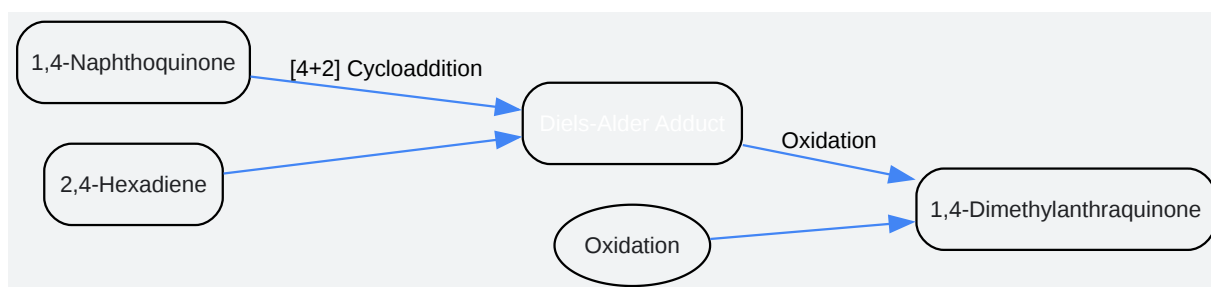 1,4-Naphthoquinone
[4+2] Cycloaddition
Diels-Alder Adduct
Oxidation
2,4-Hexadiene
1,4-Dimethylanthraquinone
Oxidation